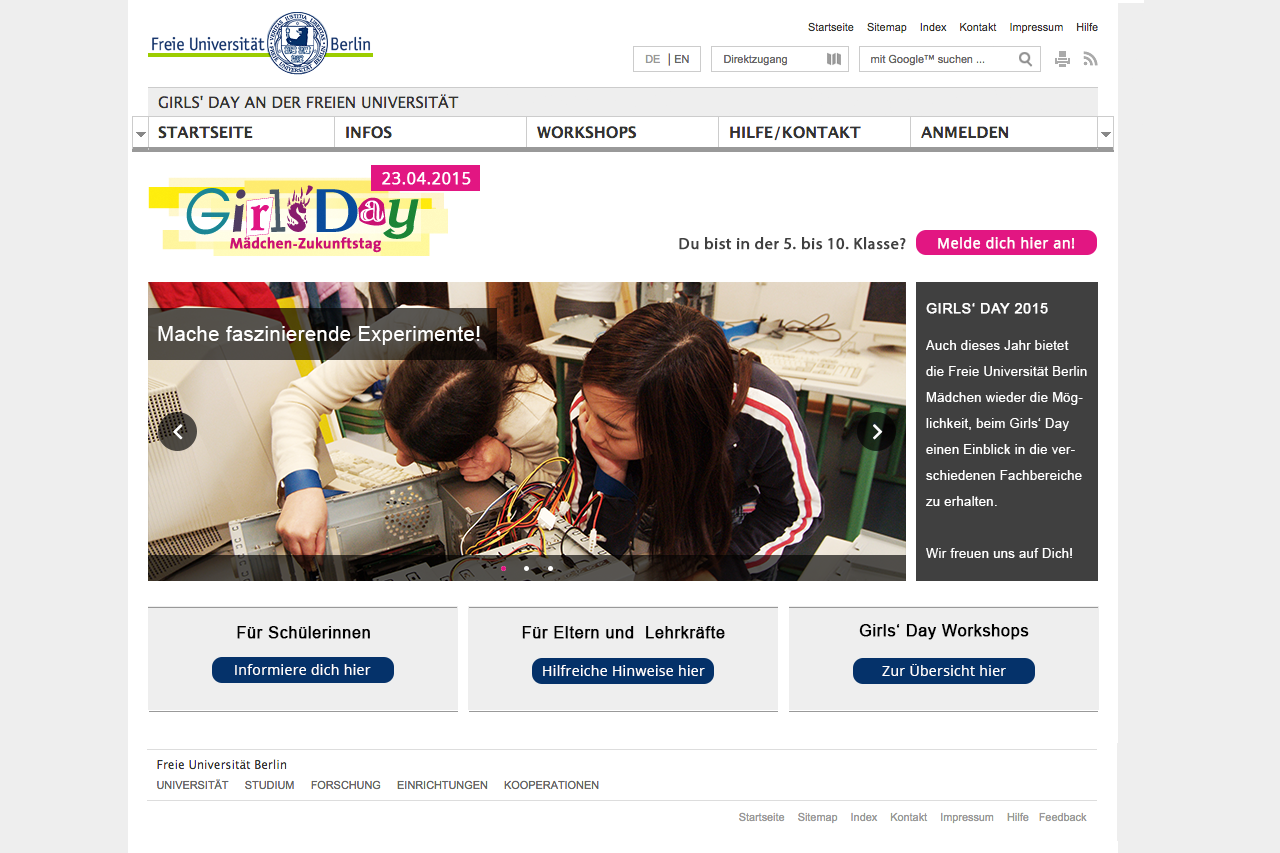 Startseite Sitemap Index Kontakt Impressum Hilfe
Freie Universität Berlin
DE | EN Direktzugang mit Google™ suchen ...
GIRLS' DAY AN DER FREIEN UNIVERSITÄT
STARTSEITE INFOS WORKSHOPS HILFE/KONTAKT ANMELDEN
23.04.2015
Girls'Day
Mädchen-Zukunftstag
Du bist in der 5. bis 10. Klasse? Melde dich hier an!
Mache faszinierende Experimente!
GIRLS‘ DAY 2015
Auch dieses Jahr bietet
die Freie Universität Berlin
Mädchen wieder die Mög-
lichkeit, beim Girls‘ Day
einen Einblick in die ver-
schiedenen Fachbereiche
zu erhalten.
Wir freuen uns auf Dich!
Für Schülerinnen
Informiere dich hier
Für Eltern und Lehrkräfte
Hilfreiche Hinweise hier
Girls‘ Day Workshops
Zur Übersicht hier
Freie Universität Berlin
UNIVERSITÄT STUDIUM FORSCHUNG EINRICHTUNGEN KOOPERATIONEN
Startseite Sitemap Index Kontakt Impressum Hilfe Feedback